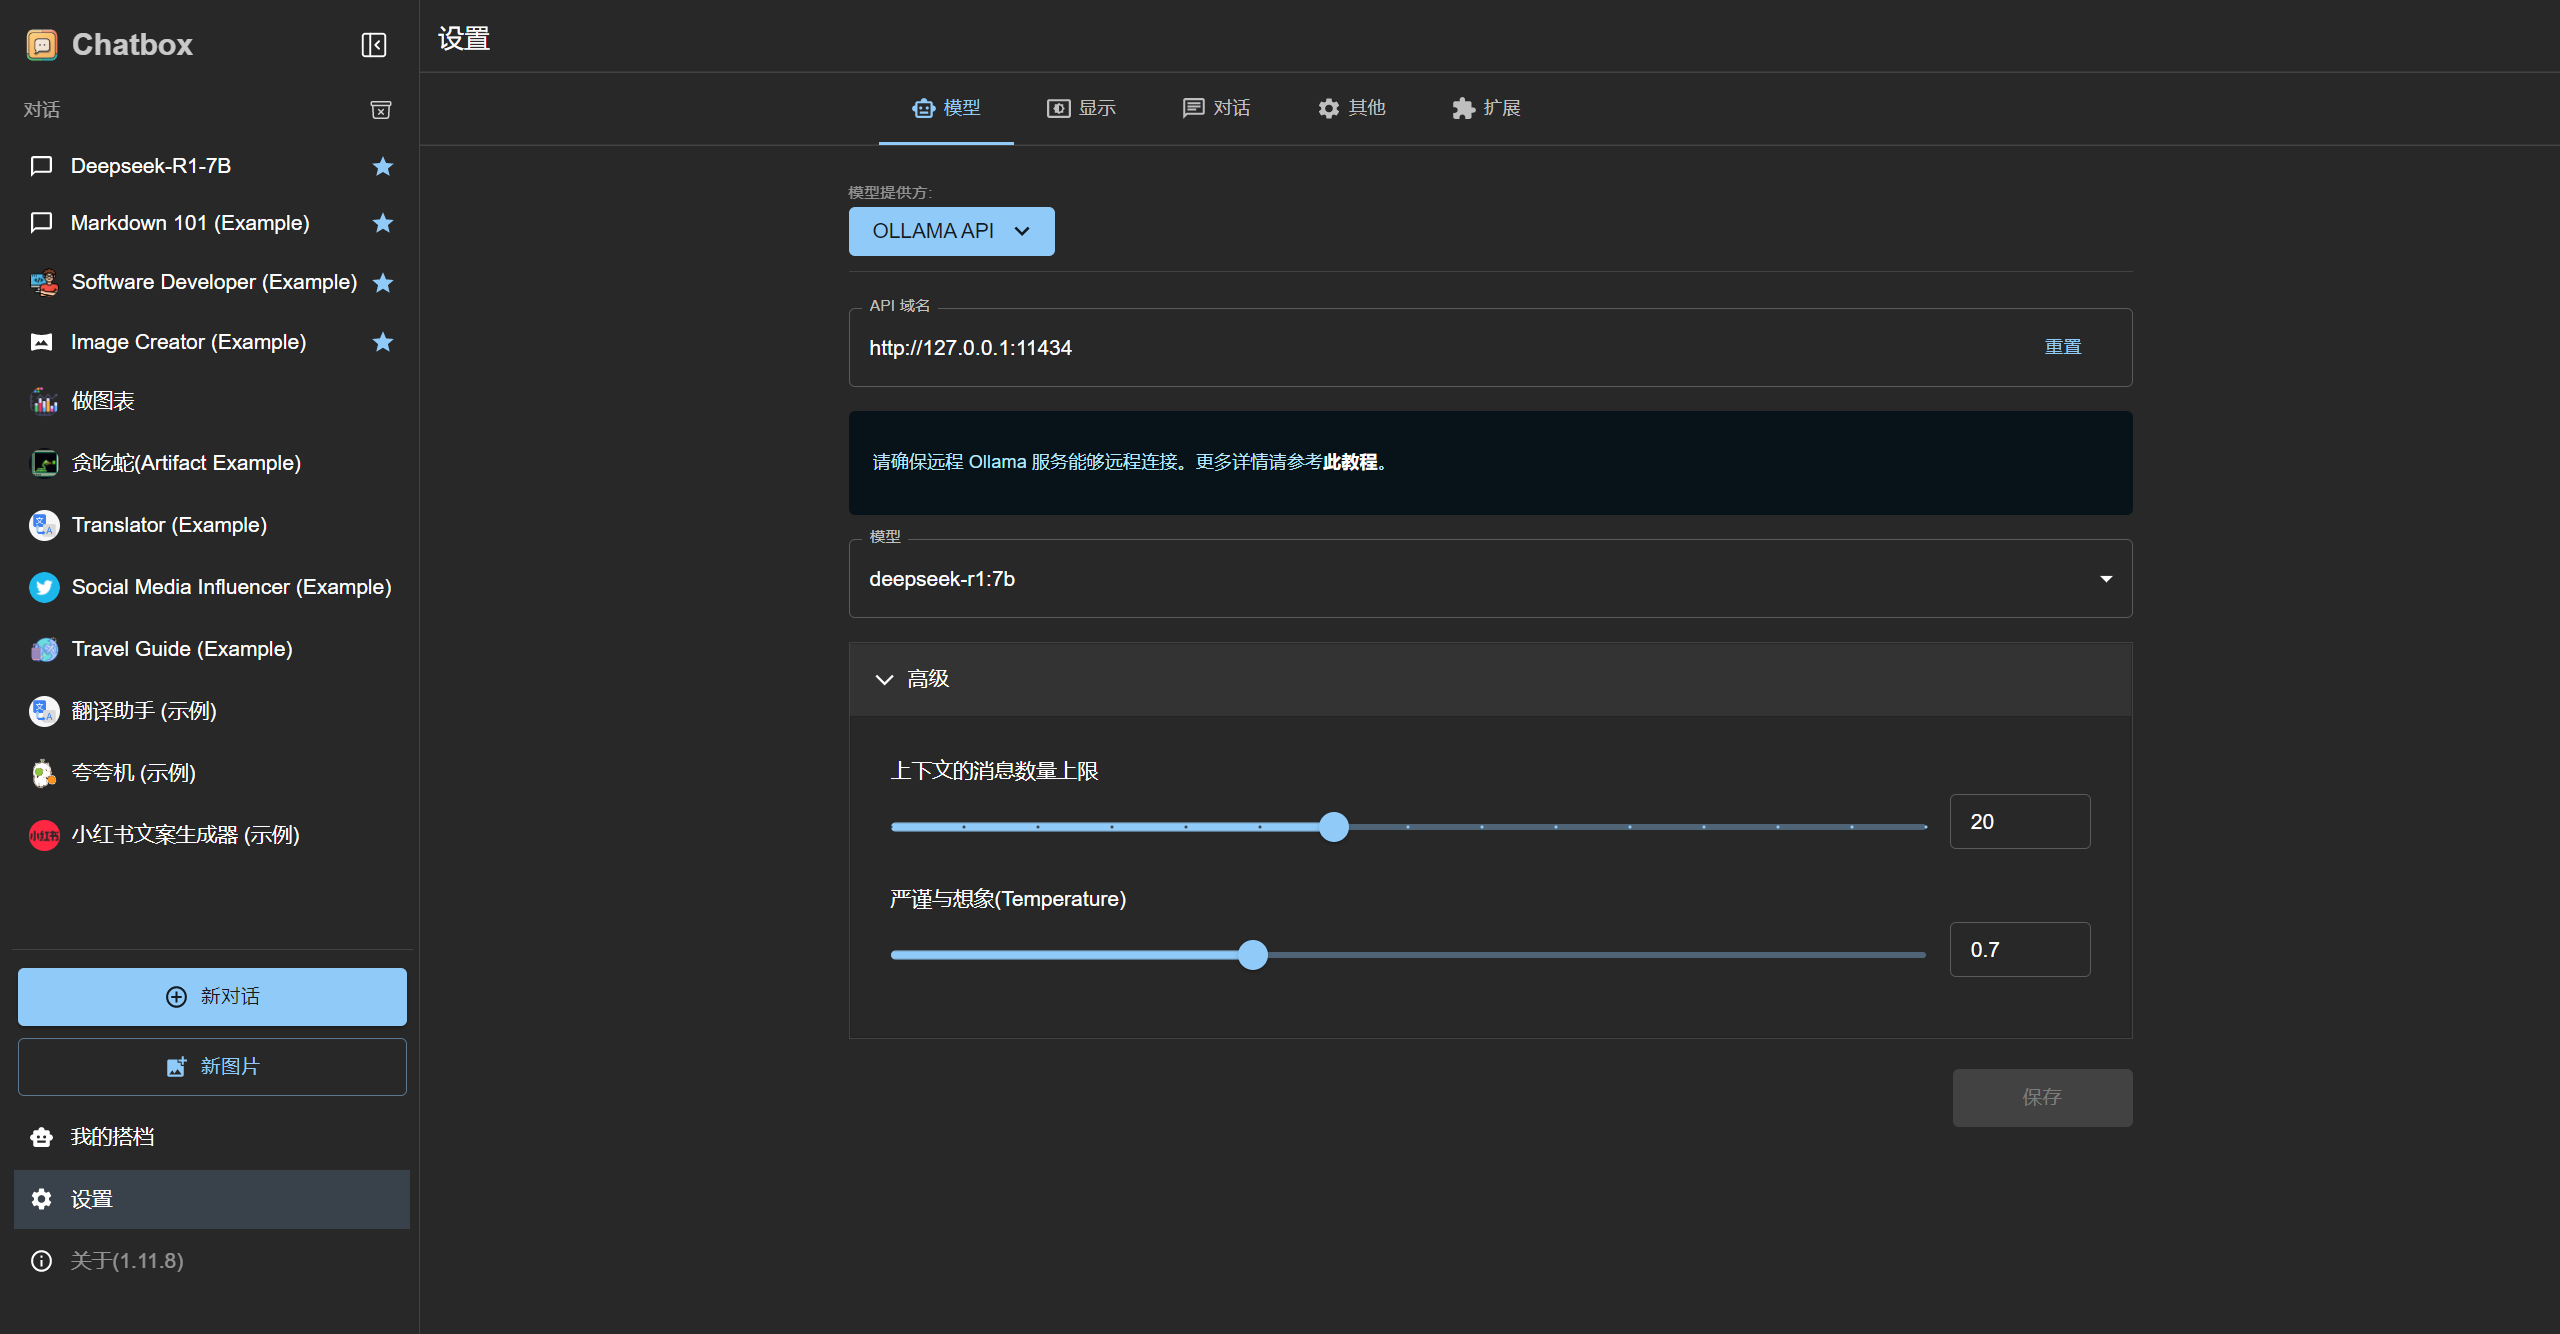 Chatbox
对话
Deepseek-R1-7B
Markdown 101 (Example)
Software Developer (Example)
Image Creator (Example)
做图表
贪吃蛇(Artifact Example)
Translator (Example)
Social Media Influencer (Example)
Travel Guide (Example)
翻译助手 (示例)
夸夸机 (示例)
小红书
小红书文案生成器 (示例)
新对话
新图片
我的搭档
设置
关于(1.11.8)
设置
模型
显示
对话
其他
扩展
模型提供方:
OLLAMA API
API 域名
http://127.0.0.1:11434
重置
请确保远程 Ollama 服务能够远程连接。更多详情请参考此教程。
模型
deepseek-r1:7b
高级
上下文的消息数量上限
20
严谨与想象(Temperature)
0.7
保存